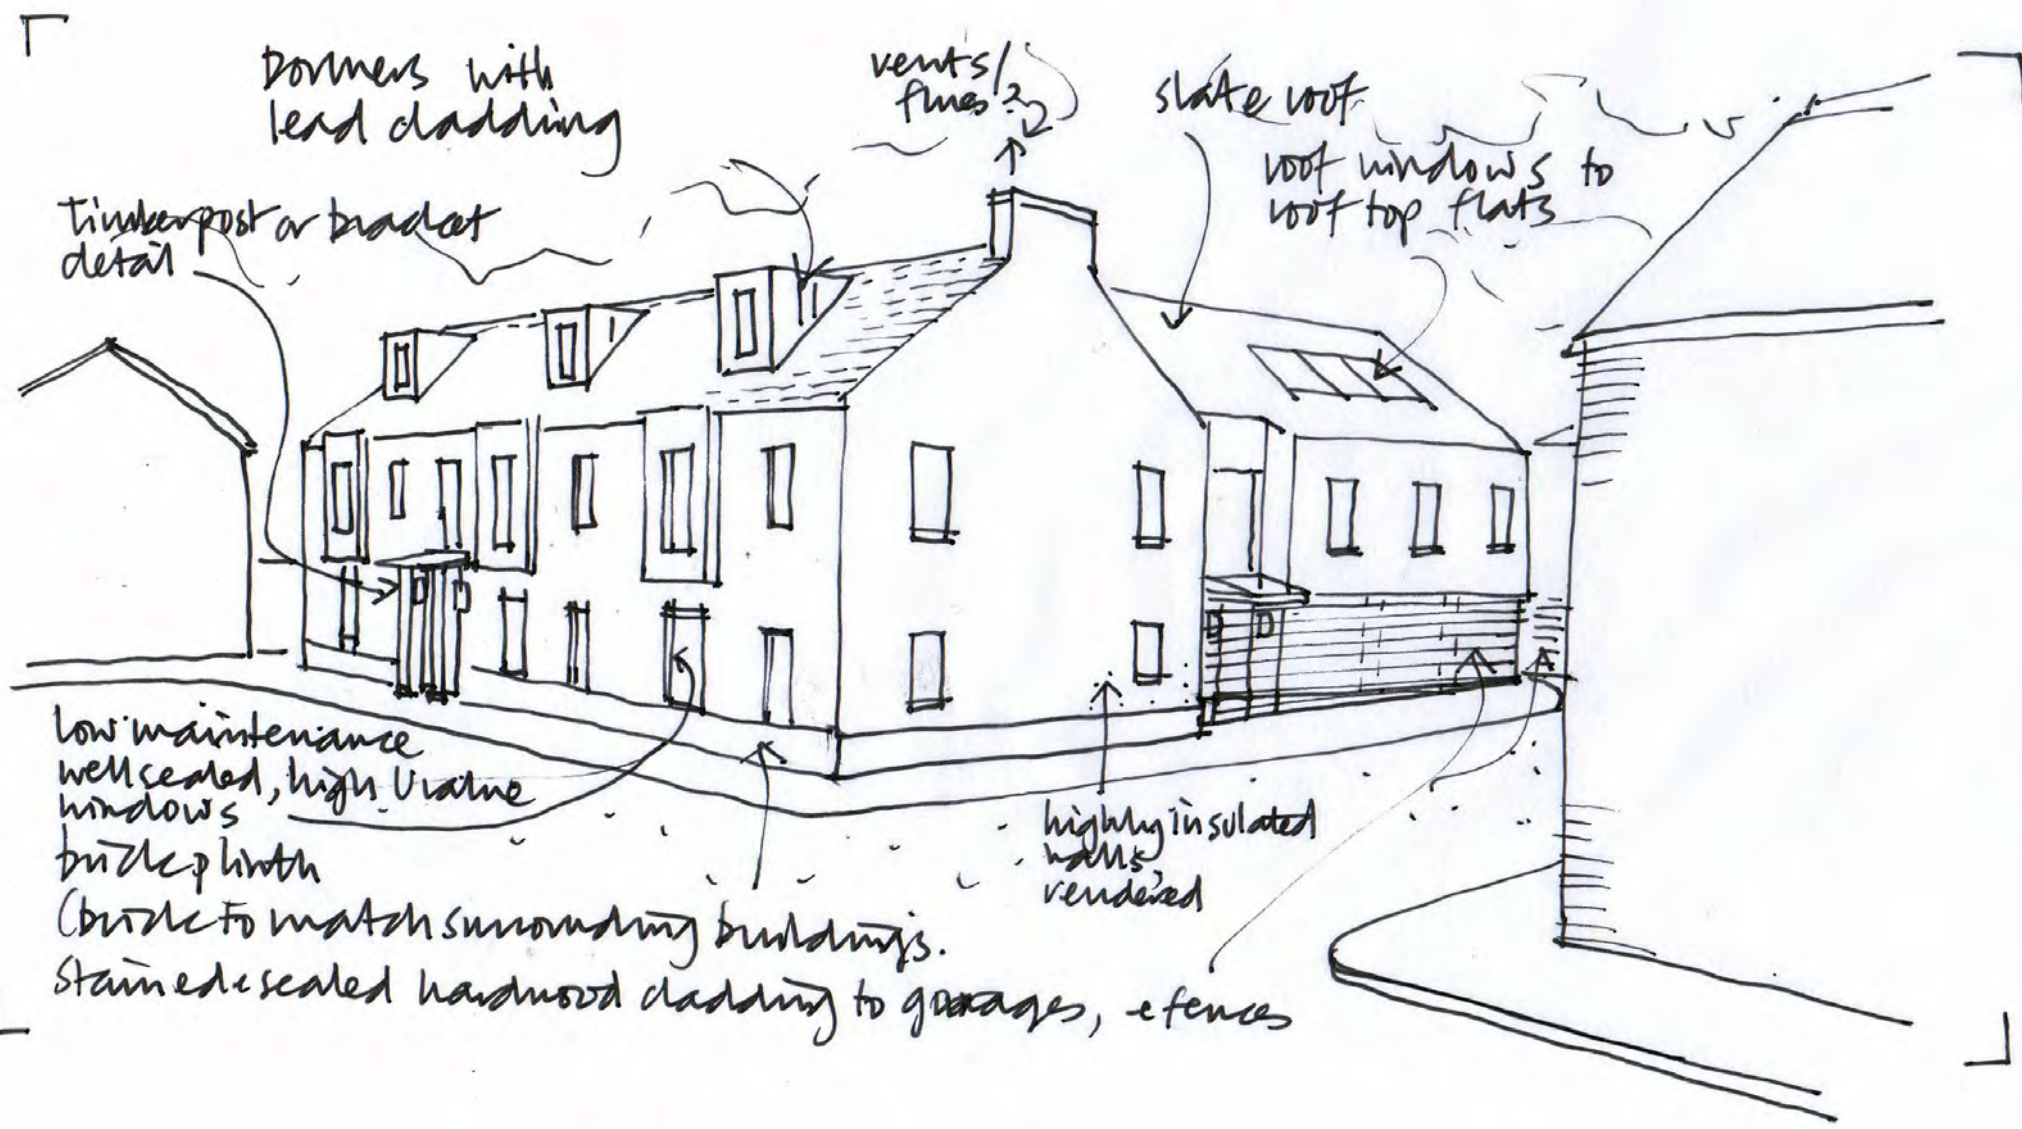 Dormers with
lead cladding
vents/
flues?
slate roof
roof windows to
roof top flats
Timber post or bracket
detail
low maintenance
well sealed, high U value
windows
brick plinth
(brick to match surrounding buildings.
highly insulated
walls
rendered
stained & sealed hardwood cladding to garages, & fences